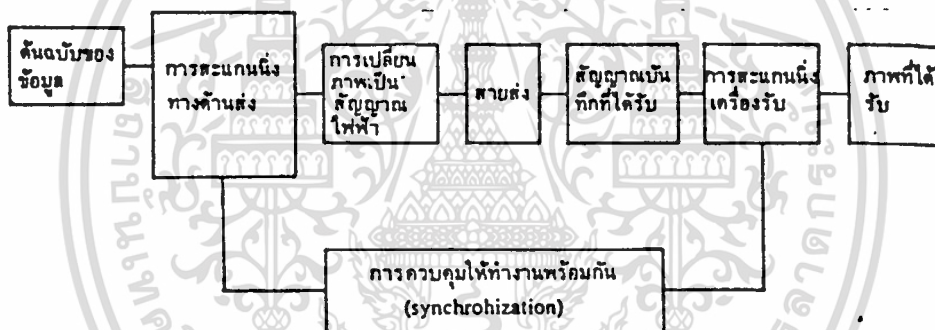 ต้นฉบับของ
ข้อมูล
การสะแกนนิ่ง
ทางด้านส่ง
การเปลี่ยน
ภาพเป็น
สัญญาณ
ไฟฟ้า
สายส่ง
สัญญาณบัน
ทึกที่ได้รับ
การสะแกนนิ่ง
เครื่องรับ
ภาพที่ได้
รับ
การควบคุมให้ทำงานพร้อมกัน
(synchrohization)